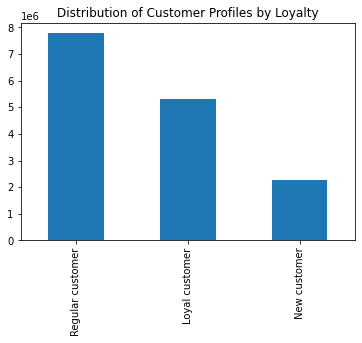 Distribution of Customer Profiles by Loyalty
1e6
8
7
6
5
4
3
2
1
0
Regular customer
Loyal customer
New customer